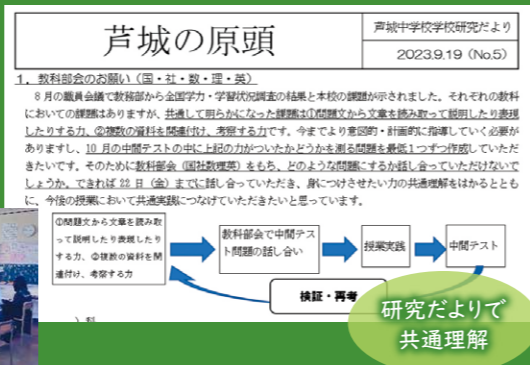 芦城の原頭
芦城中学校学校研究だより
2023.9.19（No.5）
1．教科部会のお願い（国・社・数・理・英）
8月の職員会議で教務部から全国学力・学習状況調査の結果と本校の課題が示されました。それぞれの教科
においての課題はありますが、共通して明らかになった課題は①問題文から文章を読み取って説明したり表現
したりする力、②複数の資料を関連付け、考察する力です。今までより意図的・計画的に指導していく必要が
ありますし、10月の中間テストの中に上記の力がついたかどうかを測る問題を最低1つずつ作成していただ
きたいです。そのために教科部会（国社数理英）をもち、どのような問題にするか話し合っていただけないで
しょうか。できれば22日（金）までに話し合っていただき、身につけさせたい力の共通理解をはかるととも
に、今後の授業において共通実践につなげていただきたいと思っています。
①問題文から文章を読み取
って説明したり表現したり
する力、②複数の資料を関
連付け、考察する力
教科部会で中間テス
ト問題の話し合い
授業実践
中間テスト
検証・再考
研究だよりで
共通理解